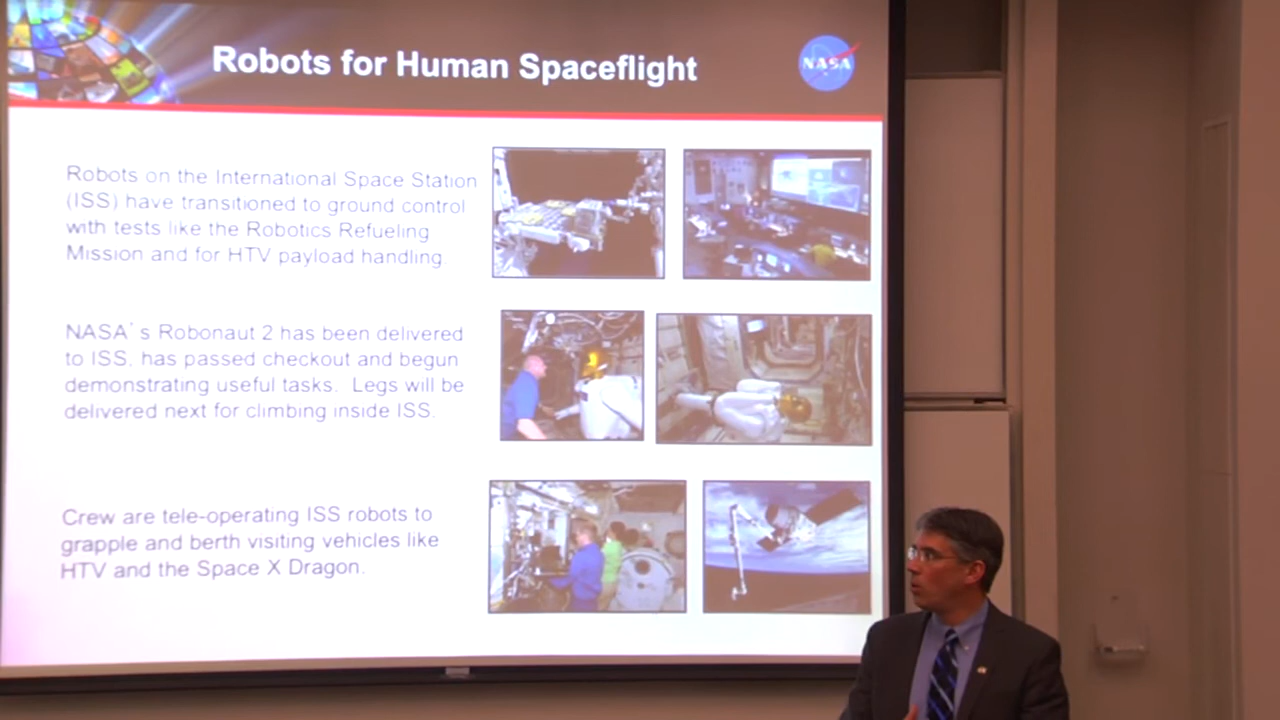 Robots for Human Spaceflight
NASA
Robots on the International Space Station
(ISS) have transitioned to ground control
with tests like the Robotics Refueling
Mission and for HTV payload handling.
NASA's Robonaut 2 has been delivered
to ISS, has passed checkout and begun
demonstrating useful tasks. Legs will be
delivered next for climbing inside ISS.
Crew are tele-operating ISS robots to
grapple and berth visiting vehicles like
HTV and the Space X Dragon.